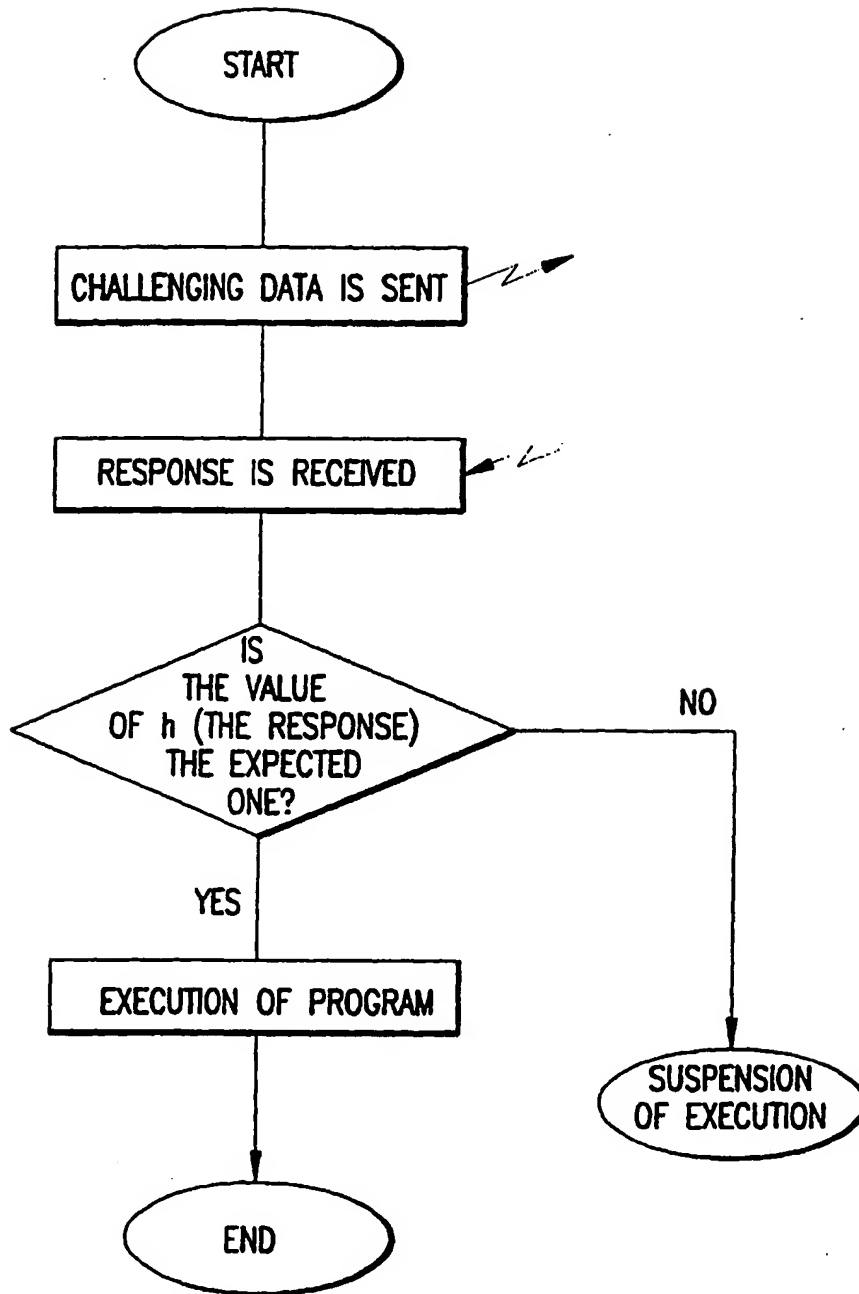 START
CHALLENGING DATA IS SENT
RESPONSE IS RECEIVED
IS
THE VALUE
OF h (THE RESPONSE)
THE EXPECTED
ONE?
NO
YES
EXECUTION OF PROGRAM
SUSPENSION
OF EXECUTION
END